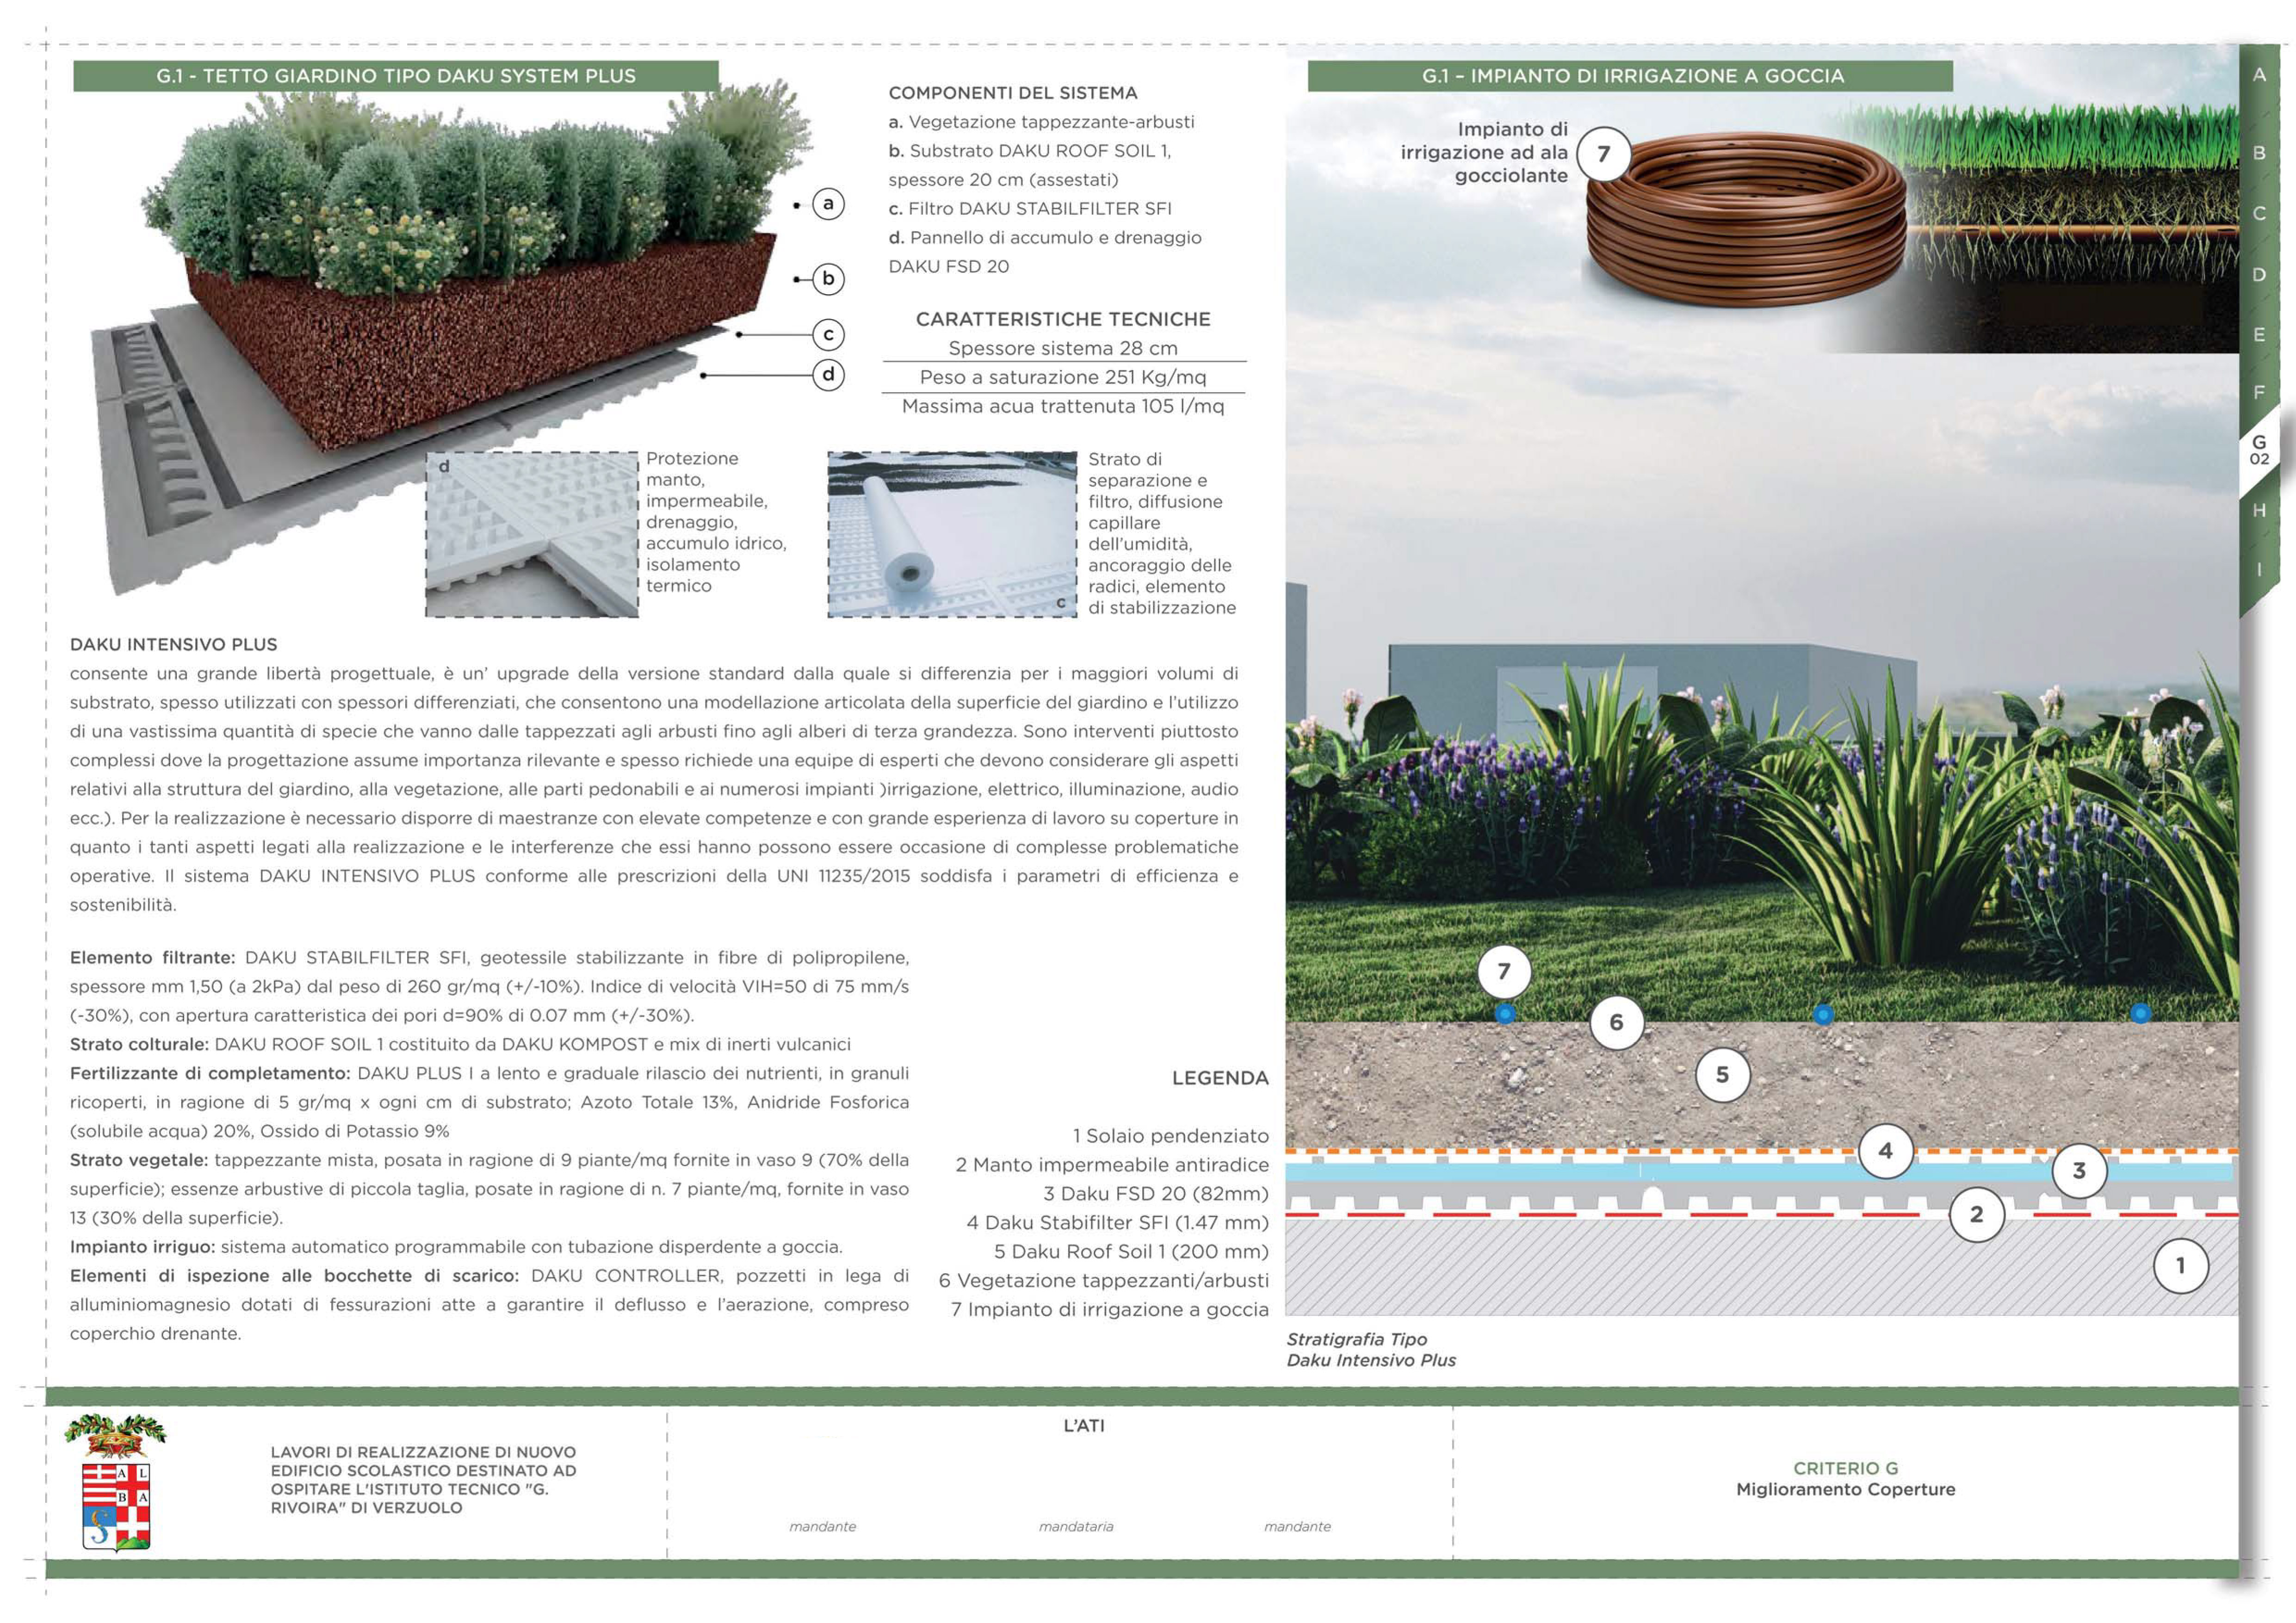 G.1 - TETTO GIARDINO TIPO DAKU SYSTEM PLUS
a
b
c
d
COMPONENTI DEL SISTEMA
a. Vegetazione tappezzante-arbusti
b. Substrato DAKU ROOF SOIL 1,
spessore 20 cm (assestati)
c. Filtro DAKU STABILFILTER SFI
d. Pannello di accumulo e drenaggio
DAKU FSD 20
CARATTERISTICHE TECNICHE
Spessore sistema 28 cm
Peso a saturazione 251 Kg/mq
Massima acua trattenuta 105 l/mq
d
Protezione
manto,
impermeabile,
drenaggio,
accumulo idrico,
isolamento
termico
c
Strato di
separazione e
filtro, diffusione
capillare
dell'umidità,
ancoraggio delle
radici, elemento
di stabilizzazione
DAKU INTENSIVO PLUS
consente una grande libertà progettuale, è un' upgrade della versione standard dalla quale si differenzia per i maggiori volumi di
substrato, spesso utilizzati con spessori differenziati, che consentono una modellazione articolata della superficie del giardino e l'utilizzo
di una vastissima quantità di specie che vanno dalle tappezzati agli arbusti fino agli alberi di terza grandezza. Sono interventi piuttosto
complessi dove la progettazione assume importanza rilevante e spesso richiede una equipe di esperti che devono considerare gli aspetti
relativi alla struttura del giardino, alla vegetazione, alle parti pedonabili e ai numerosi impianti )irrigazione, elettrico, illuminazione, audio
ecc.). Per la realizzazione è necessario disporre di maestranze con elevate competenze e con grande esperienza di lavoro su coperture in
quanto i tanti aspetti legati alla realizzazione e le interferenze che essi hanno possono essere occasione di complesse problematiche
operative. Il sistema DAKU INTENSIVO PLUS conforme alle prescrizioni della UNI 11235/2015 soddisfa i parametri di efficienza e
sostenibilità.
Elemento filtrante: DAKU STABILFILTER SFI, geotessile stabilizzante in fibre di polipropilene,
spessore mm 1,50 (a 2kPa) dal peso di 260 gr/mq (+/-10%). Indice di velocità VIH=50 di 75 mm/s
(-30%), con apertura caratteristica dei pori d=90% di 0.07 mm (+/-30%).
Strato colturale: DAKU ROOF SOIL 1 costituito da DAKU KOMPOST e mix di inerti vulcanici
Fertilizzante di completamento: DAKU PLUS I a lento e graduale rilascio dei nutrienti, in granuli
ricoperti, in ragione di 5 gr/mq x ogni cm di substrato; Azoto Totale 13%, Anidride Fosforica
(solubile acqua) 20%, Ossido di Potassio 9%
Strato vegetale: tappezzante mista, posata in ragione di 9 piante/mq fornite in vaso 9 (70% della
superficie); essenze arbustive di piccola taglia, posate in ragione di n. 7 piante/mq, fornite in vaso
13 (30% della superficie).
Impianto irriguo: sistema automatico programmabile con tubazione disperdente a goccia.
Elementi di ispezione alle bocchette di scarico: DAKU CONTROLLER, pozzetti in lega di
alluminiomagnesio dotati di fessurazioni atte a garantire il deflusso e l'aerazione, compreso
coperchio drenante.
LEGENDA
1 Solaio pendenziato
2 Manto impermeabile antiradice
3 Daku FSD 20 (82mm)
4 Daku Stabifilter SFI (1.47 mm)
5 Daku Roof Soil 1 (200 mm)
6 Vegetazione tappezzanti/arbusti
7 Impianto di irrigazione a goccia
G.1 – IMPIANTO DI IRRIGAZIONE A GOCCIA
Impianto di
irrigazione ad ala
gocciolante
7
7
6
5
4
3
2
1
Stratigrafia Tipo
Daku Intensivo Plus
A
B
C
D
E
F
G
02
H
I
A L
B A
S
LAVORI DI REALIZZAZIONE DI NUOVO
EDIFICIO SCOLASTICO DESTINATO AD
OSPITARE L'ISTITUTO TECNICO "G.
RIVOIRA" DI VERZUOLO
L'ATI
mandante
mandataria
mandante
CRITERIO G
Miglioramento Coperture